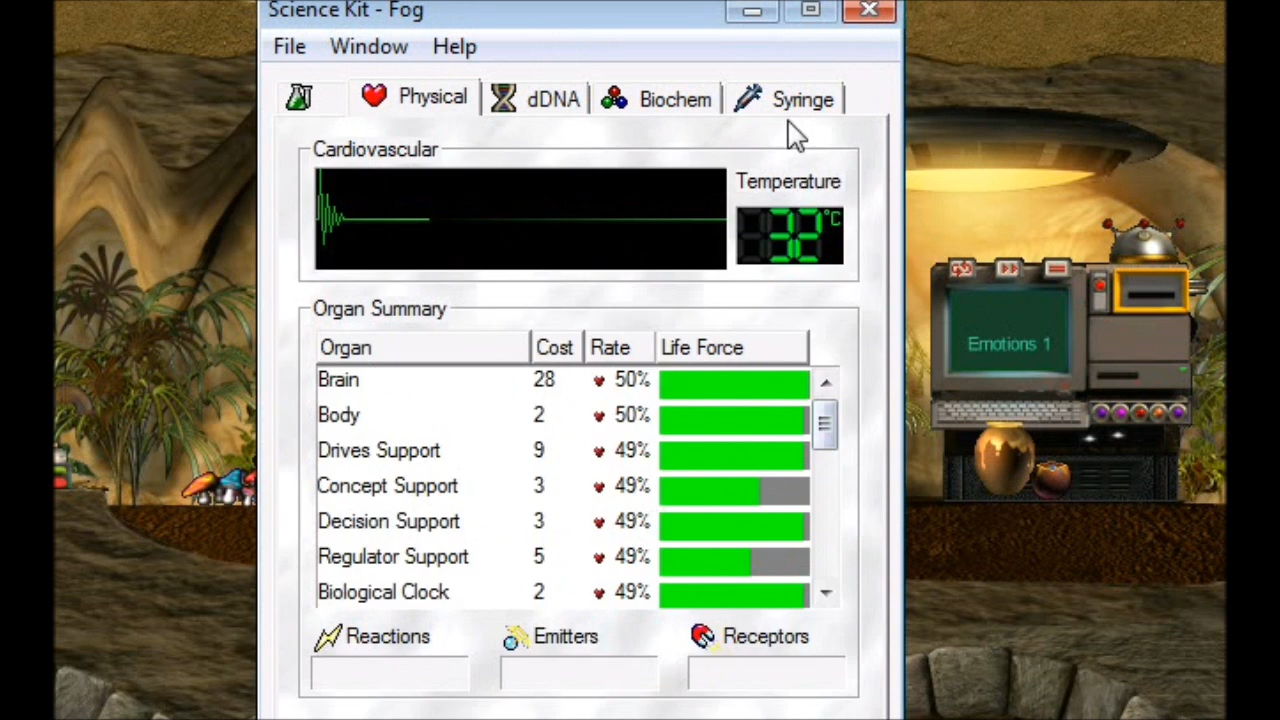 Science Kit - Fog
File Window Help
Physical dDNA Biochem Syringe
Cardiovascular
Temperature
32°C
Emotions 1
Organ Summary
Organ Cost Rate Life Force
Brain 28 50%
Body 2 50%
Drives Support 9 49%
Concept Support 3 49%
Decision Support 3 49%
Regulator Support 5 49%
Biological Clock 2 49%
Reactions Emitters Receptors